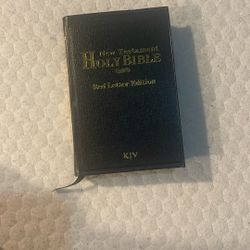 New Testament
HOLY BIBLE
Red Letter Edition
KJV